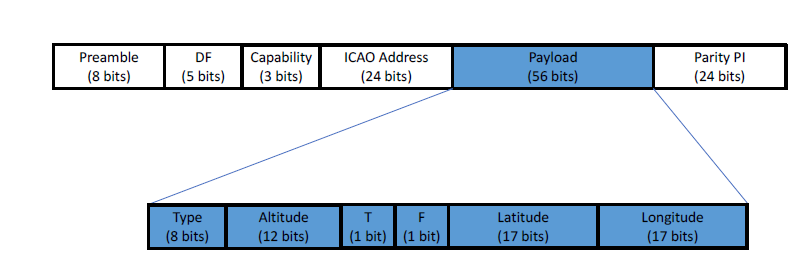 Preamble DF Capability ICAO Address Payload Parity PI
(8 bits) (5 bits) (3 bits) (24 bits) (56 bits) (24 bits)
Type Altitude T F Latitude Longitude
(8 bits) (12 bits) (1 bit) (1 bit) (17 bits) (17 bits)